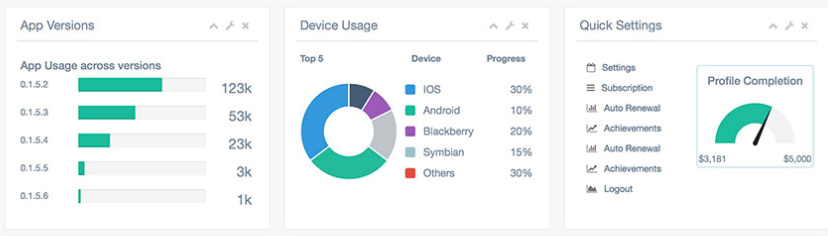 App Versions
App Usage across versions
0.1.5.2 123k
0.1.5.3 53k
0.1.5.4 23k
0.1.5.5 3k
0.1.5.6 1k
Device Usage
Top 5 Device Progress
IOS 30%
Android 10%
Blackberry 20%
Symbian 15%
Others 30%
Quick Settings
Settings
Subscription
Auto Renewal
Achievements
Auto Renewal
Achievements
Logout
Profile Completion
$3,181 $5,000